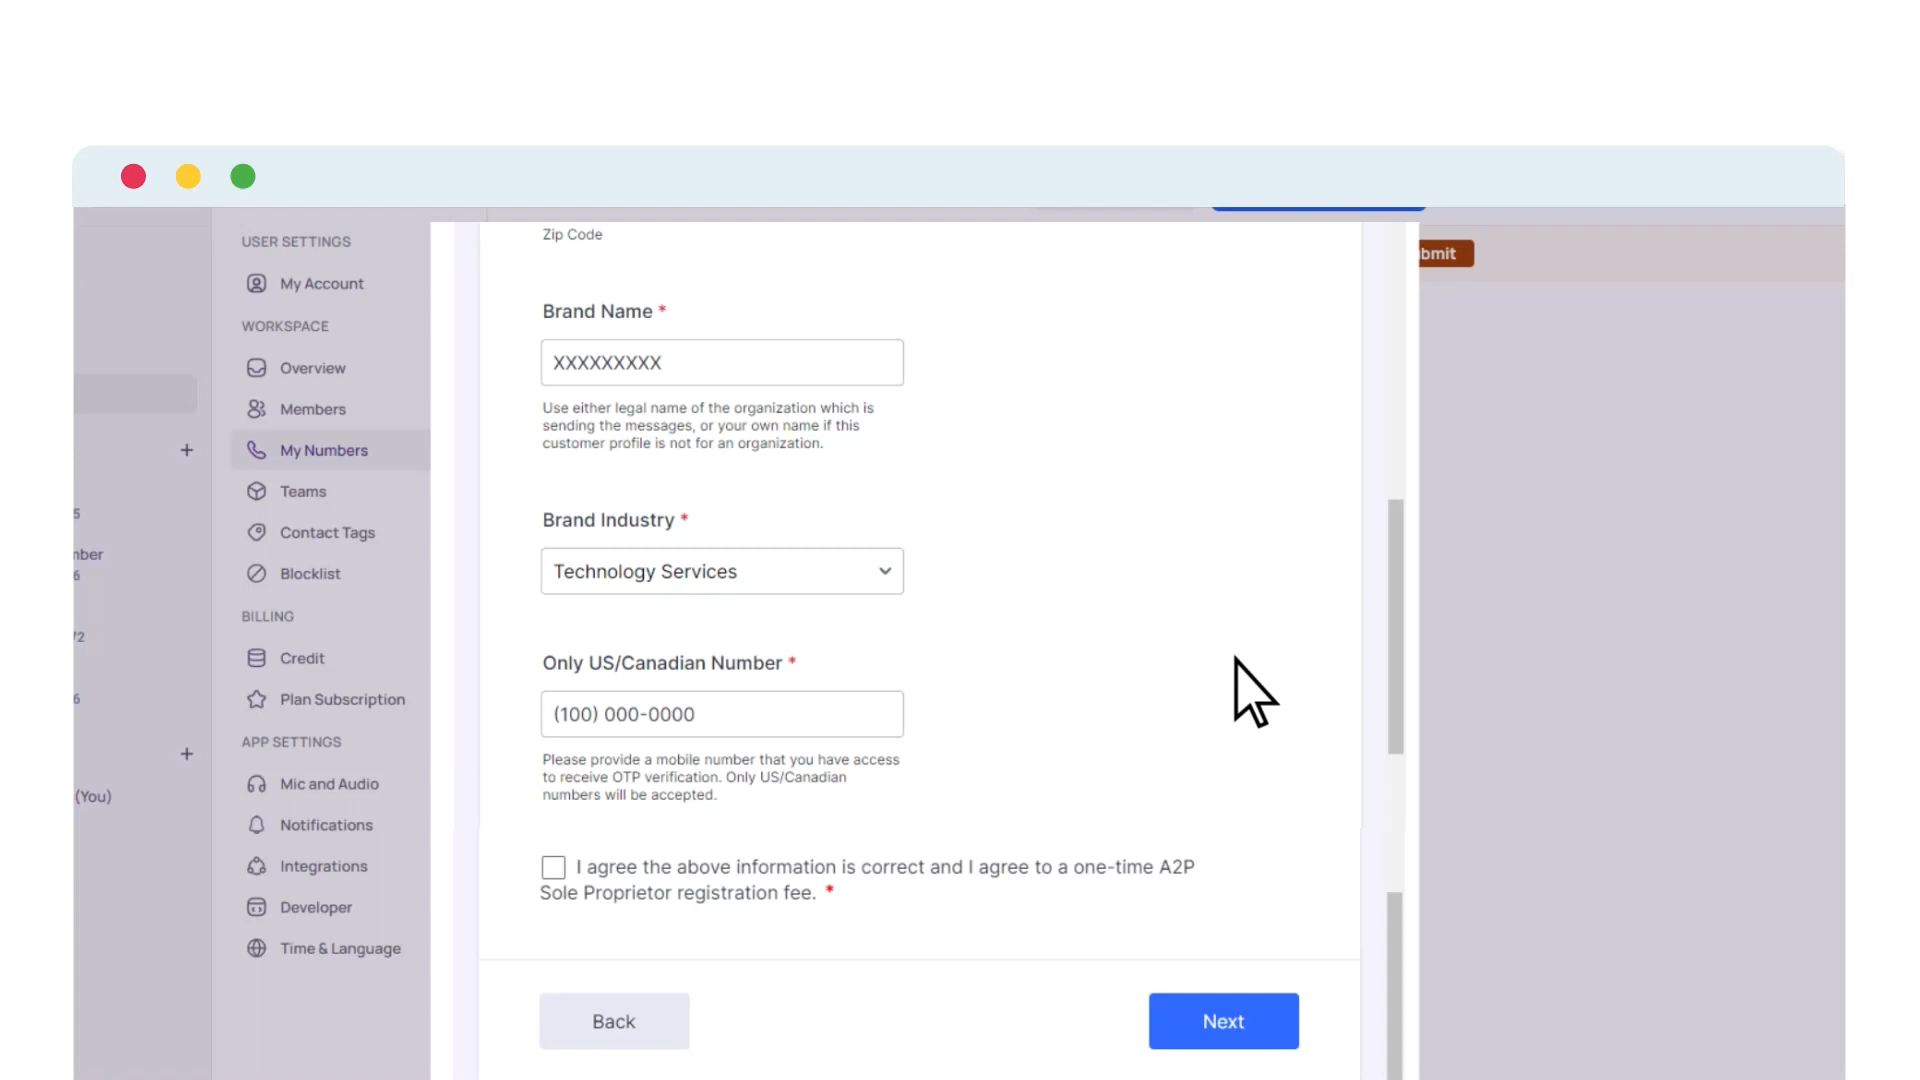 USER SETTINGS
My Account
WORKSPACE
Overview
Members
My Numbers
Teams
Contact Tags
Blocklist
BILLING
Credit
Plan Subscription
APP SETTINGS
Mic and Audio
Notifications
Integrations
Developer
Time & Language
+
5
nber
6
72
6
+
(You)
Zip Code
Brand Name *
XXXXXXXXX
Use either legal name of the organization which is
sending the messages, or your own name if this
customer profile is not for an organization.
Brand Industry *
Technology Services
Only US/Canadian Number *
(100) 000-0000
Please provide a mobile number that you have access
to receive OTP verification. Only US/Canadian
numbers will be accepted.
I agree the above information is correct and I agree to a one-time A2P
Sole Proprietor registration fee. *
Back
Next
bmit